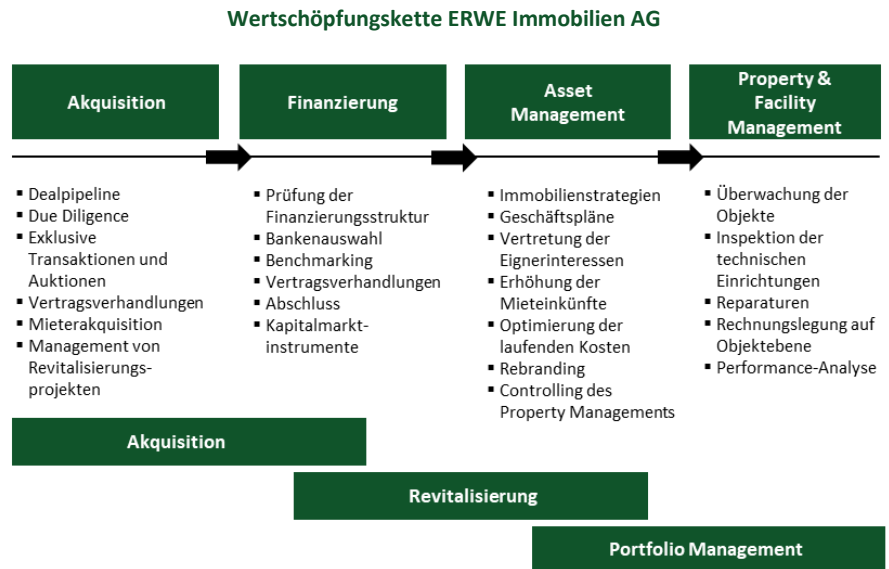 Wertschöpfungskette ERWE Immobilien AG
Akquisition
Finanzierung
Asset
Management
Property &
Facility
Management
▪ Dealpipeline
▪ Due Diligence
▪ Exklusive
Transaktionen und
Auktionen
▪ Vertragsverhandlungen
▪ Mieterakquisition
▪ Management von
Revitalisierungs-
projekten
▪ Prüfung der
Finanzierungsstruktur
▪ Bankenauswahl
▪ Benchmarking
▪ Vertragsverhandlungen
▪ Abschluss
▪ Kapitalmarkt-
instrumente
▪ Immobilienstrategien
▪ Geschäftspläne
▪ Vertretung der
Eignerinteressen
▪ Erhöhung der
Mieteinkünfte
▪ Optimierung der
laufenden Kosten
▪ Rebranding
▪ Controlling des
Property Managements
▪ Überwachung der
Objekte
▪ Inspektion der
technischen
Einrichtungen
▪ Reparaturen
▪ Rechnungslegung auf
Objektebene
▪ Performance-Analyse
Akquisition
Revitalisierung
Portfolio Management